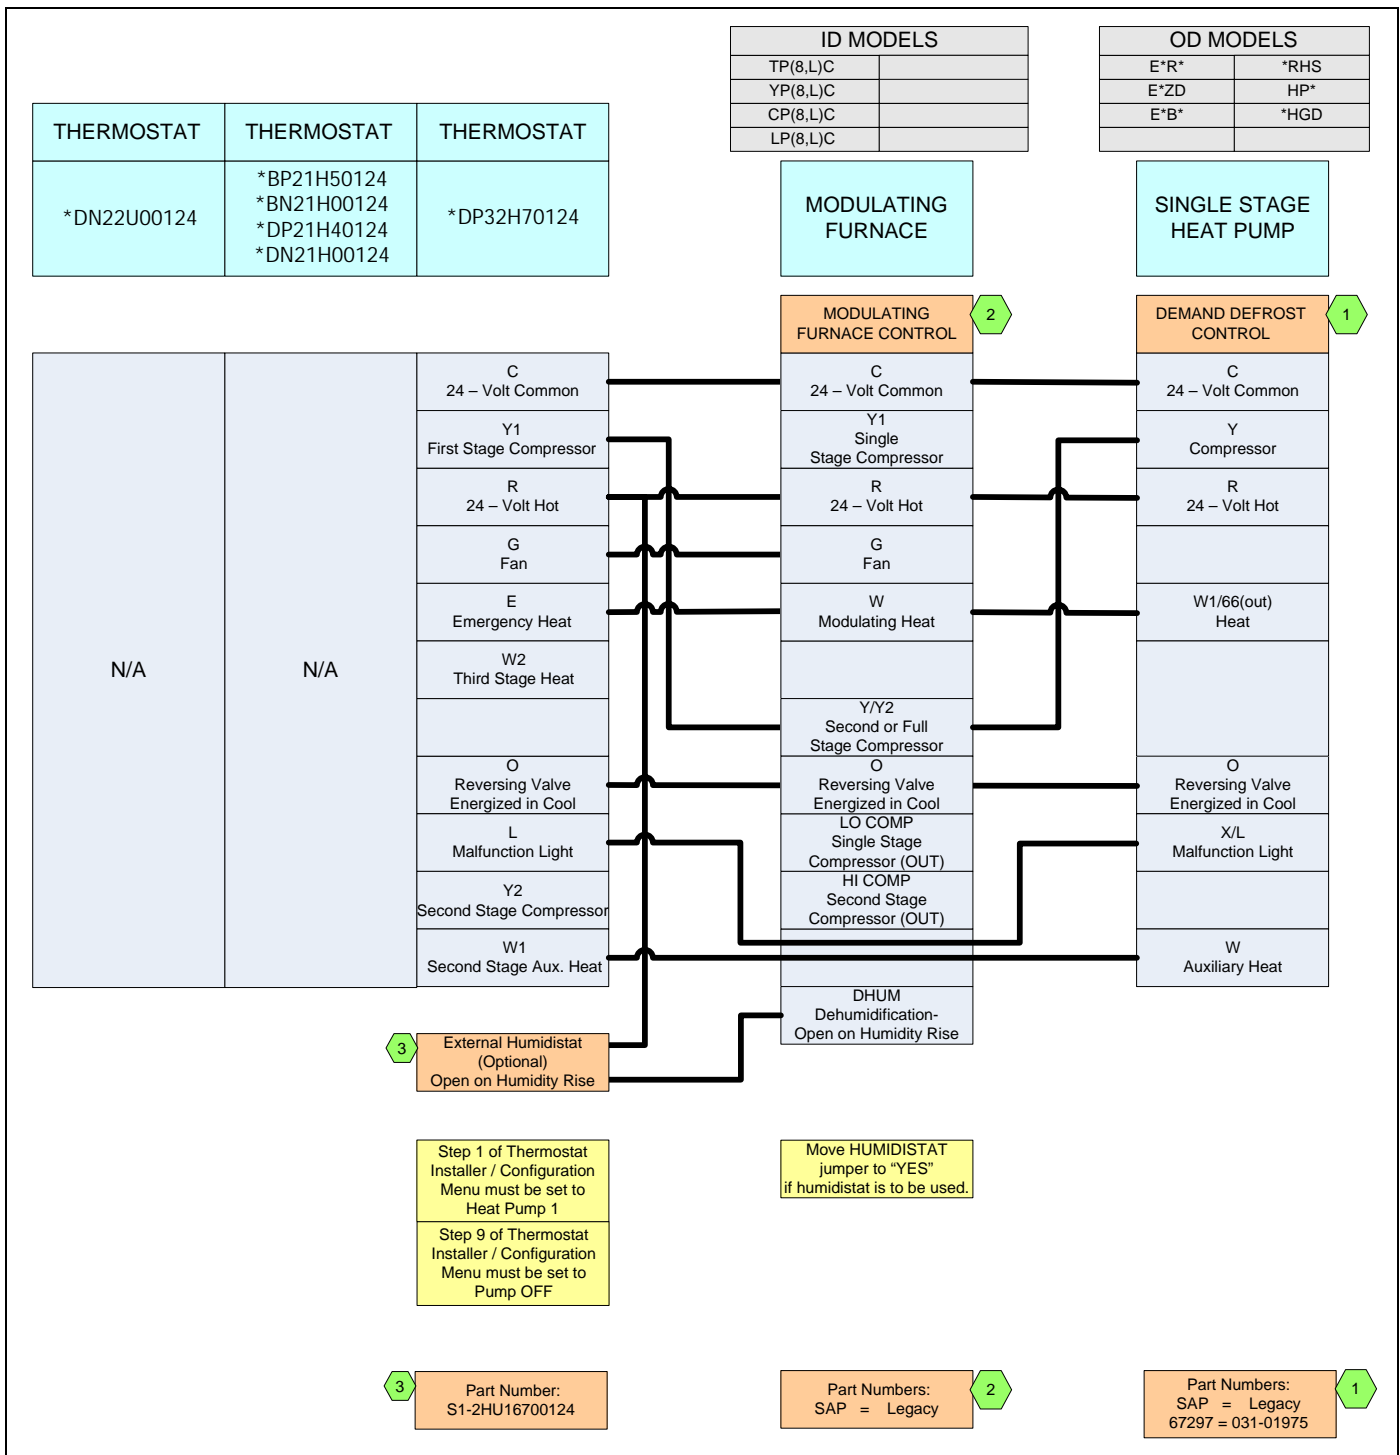 ID MODELS
TP(8,L)C
YP(8,L)C
CP(8,L)C
LP(8,L)C
OD MODELS
E*R* *RHS
E*ZD HP*
E*B* *HGD
THERMOSTAT
*DN22U00124
THERMOSTAT
*BP21H50124
*BN21H00124
*DP21H40124
*DN21H00124
THERMOSTAT
*DP32H70124
MODULATING
FURNACE
SINGLE STAGE
HEAT PUMP
MODULATING
FURNACE CONTROL
2
DEMAND DEFROST
CONTROL
1
N/A
N/A
C
24 – Volt Common
Y1
First Stage Compressor
R
24 – Volt Hot
G
Fan
E
Emergency Heat
W2
Third Stage Heat
O
Reversing Valve
Energized in Cool
L
Malfunction Light
Y2
Second Stage Compressor
W1
Second Stage Aux. Heat
C
24 – Volt Common
Y1
Single
Stage Compressor
R
24 – Volt Hot
G
Fan
W
Modulating Heat
Y/Y2
Second or Full
Stage Compressor
O
Reversing Valve
Energized in Cool
LO COMP
Single Stage
Compressor (OUT)
HI COMP
Second Stage
Compressor (OUT)
DHUM
Dehumidification-
Open on Humidity Rise
C
24 – Volt Common
Y
Compressor
R
24 – Volt Hot
W1/66(out)
Heat
O
Reversing Valve
Energized in Cool
X/L
Malfunction Light
W
Auxiliary Heat
3
External Humidistat
(Optional)
Open on Humidity Rise
Step 1 of Thermostat
Installer / Configuration
Menu must be set to
Heat Pump 1
Step 9 of Thermostat
Installer / Configuration
Menu must be set to
Pump OFF
Move HUMIDISTAT
jumper to “YES”
if humidistat is to be used.
3
Part Number:
S1-2HU16700124
Part Numbers:
SAP = Legacy
2
Part Numbers:
SAP = Legacy
67297 = 031-01975
1